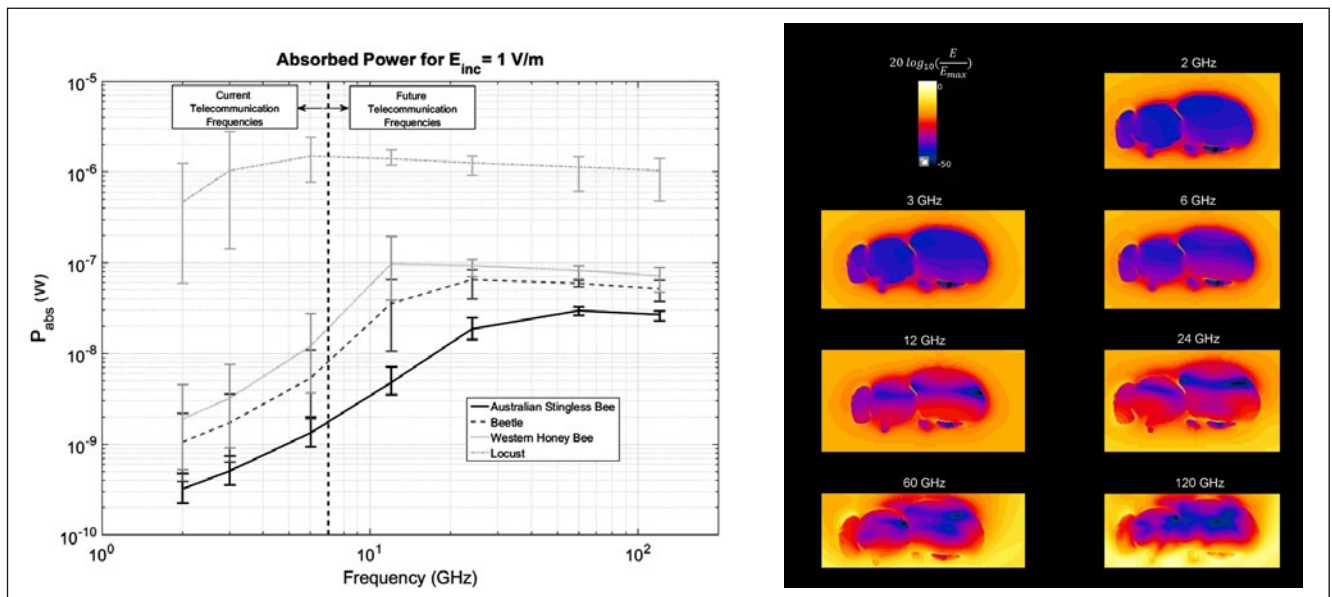 Absorbed Power for E_inc = 1 V/m
Current
Telecommunication
Frequencies
Future
Telecommunication
Frequencies
10^-5
10^-6
10^-7
10^-8
10^-9
10^-10
P_abs (W)
Australian Stingless Bee
Beetle
Western Honey Bee
Locust
10^0
10^1
10^2
Frequency (GHz)
20 log10(E/Emax)
0
-50
2 GHz
3 GHz
6 GHz
12 GHz
24 GHz
60 GHz
120 GHz